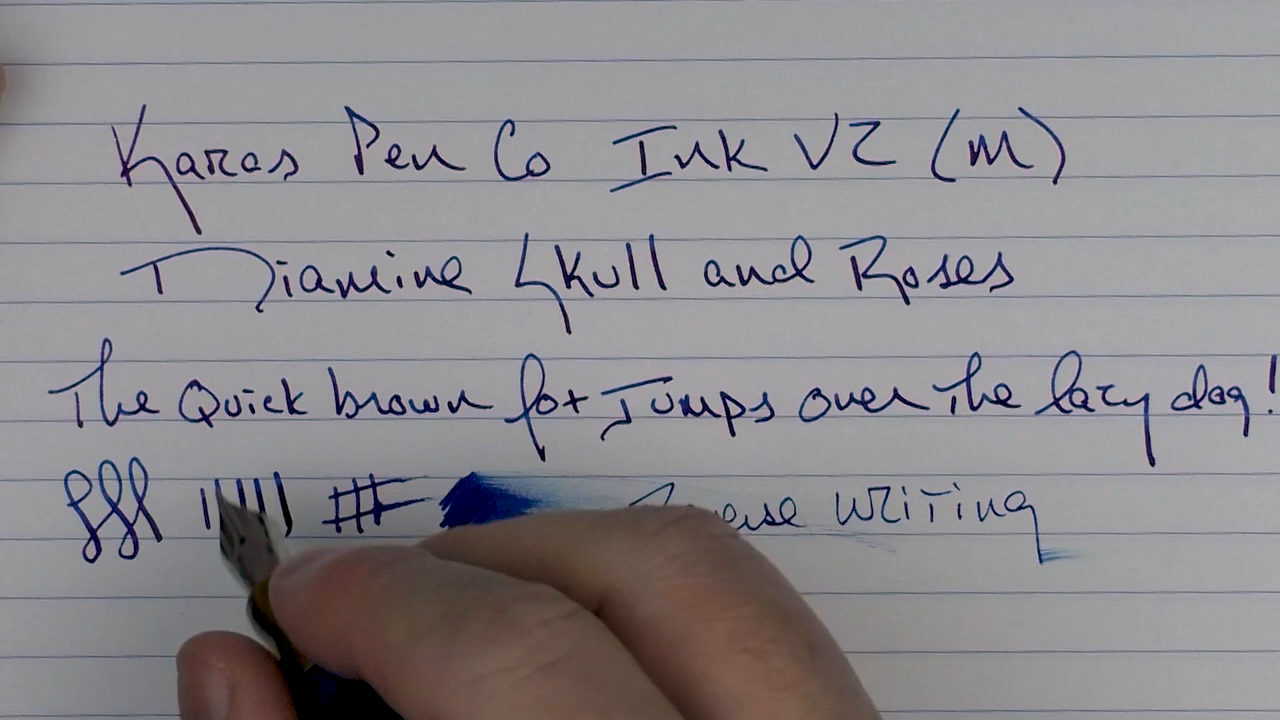 Karas Pen Co Ink V2 (M)
Diamine Skull and Roses
The Quick brown fox Jumps over the lazy dog!
writing